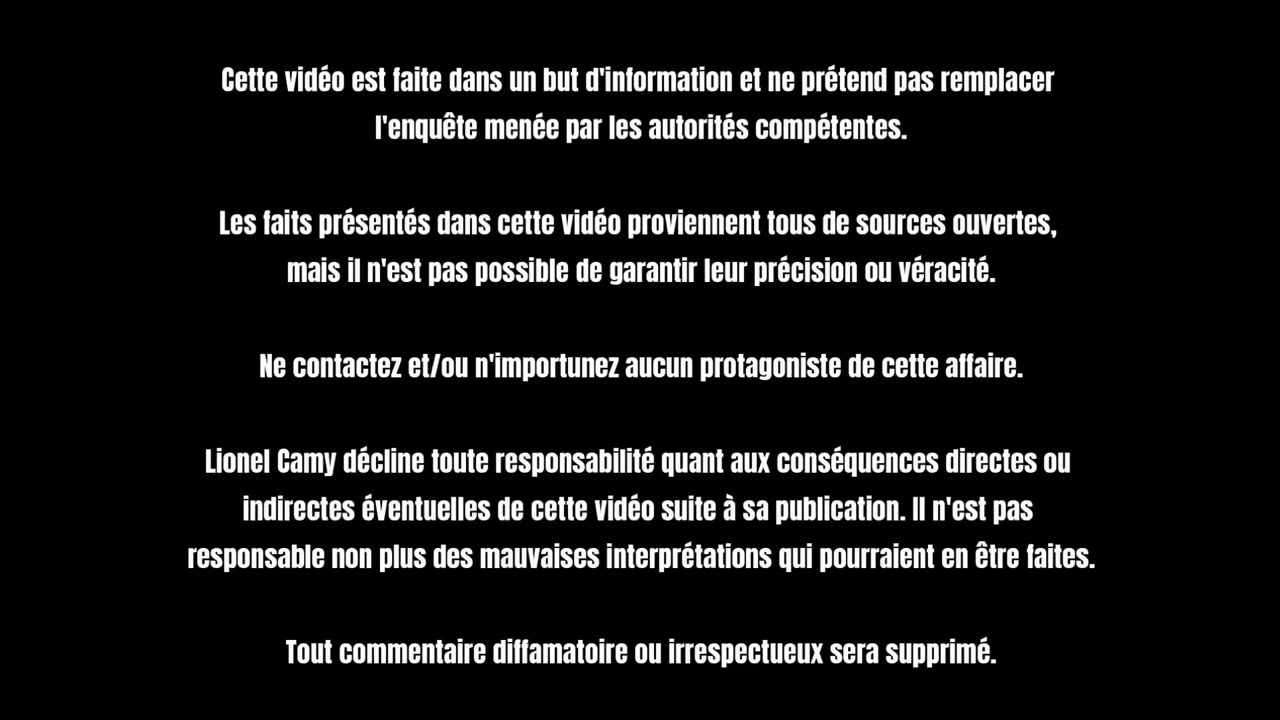 Cette vidéo est faite dans un but d'information et ne prétend pas remplacer
l'enquête menée par les autorités compétentes.
Les faits présentés dans cette vidéo proviennent tous de sources ouvertes,
mais il n'est pas possible de garantir leur précision ou véracité.
Ne contactez et/ou n'importunez aucun protagoniste de cette affaire.
Lionel Camy décline toute responsabilité quant aux conséquences directes ou
indirectes éventuelles de cette vidéo suite à sa publication. Il n'est pas
responsable non plus des mauvaises interprétations qui pourraient en être faites.
Tout commentaire diffamatoire ou irrespectueux sera supprimé.